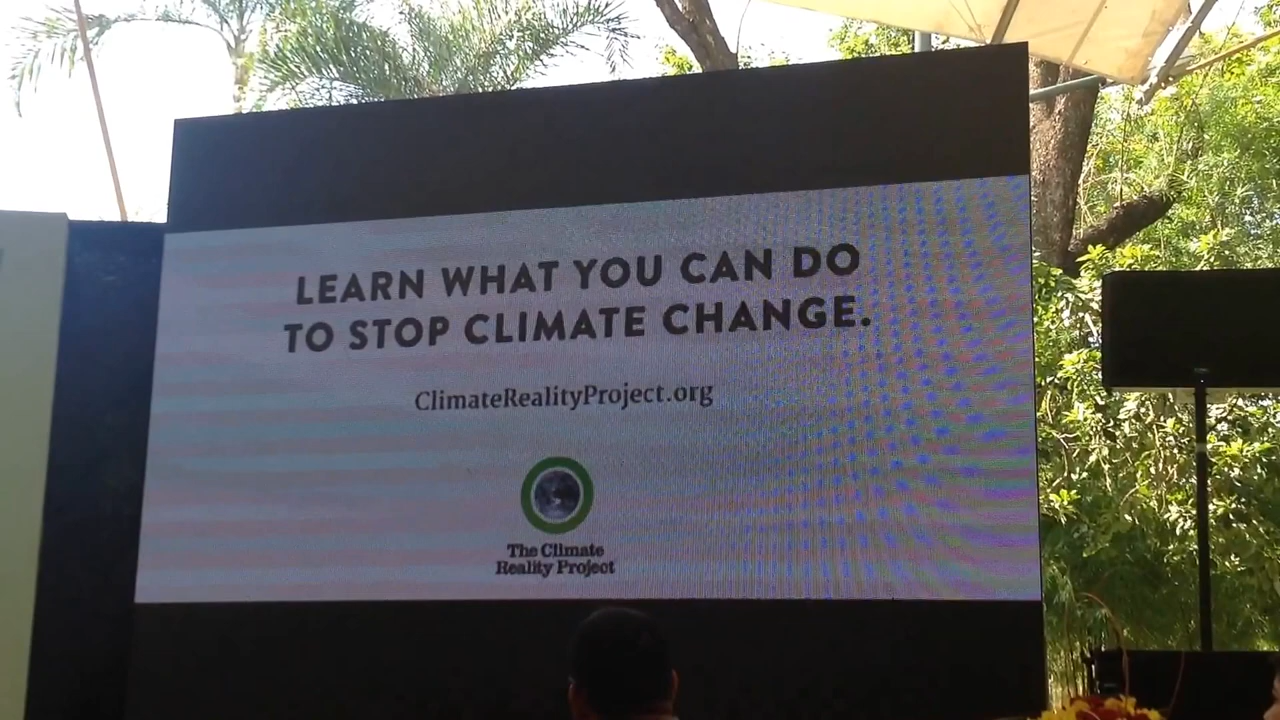 LEARN WHAT YOU CAN DO
TO STOP CLIMATE CHANGE.
ClimateRealityProject.org
The Climate
Reality Project